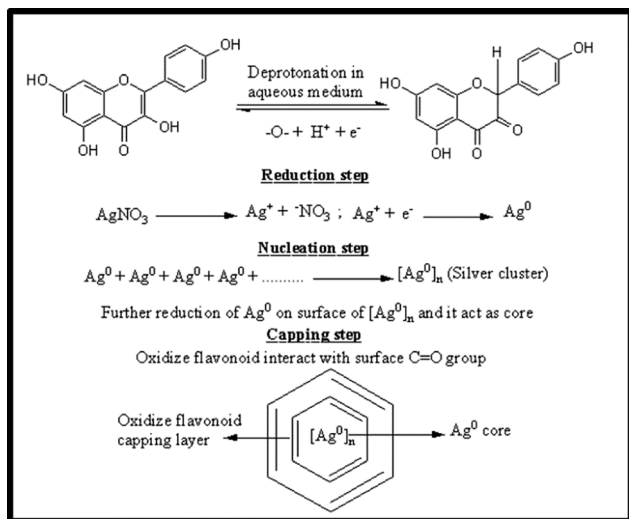 OH
HO
O
OH
OH
O
Deprotonation in
aqueous medium
-O- + H⁺ + e⁻
H
OH
HO
O
O
OH
O
Reduction step
AgNO₃ Ag⁺ + ⁻NO₃ ; Ag⁺ + e⁻ Ag⁰
Nucleation step
Ag⁰ + Ag⁰ + Ag⁰ + Ag⁰ + .......... [Ag⁰]ₙ (Silver cluster)
Further reduction of Ag⁰ on surface of [Ag⁰]ₙ and it act as core
Capping step
Oxidize flavonoid interact with surface C=O group
Oxidize flavonoid
capping layer
[Ag⁰]ₙ
Ag⁰ core